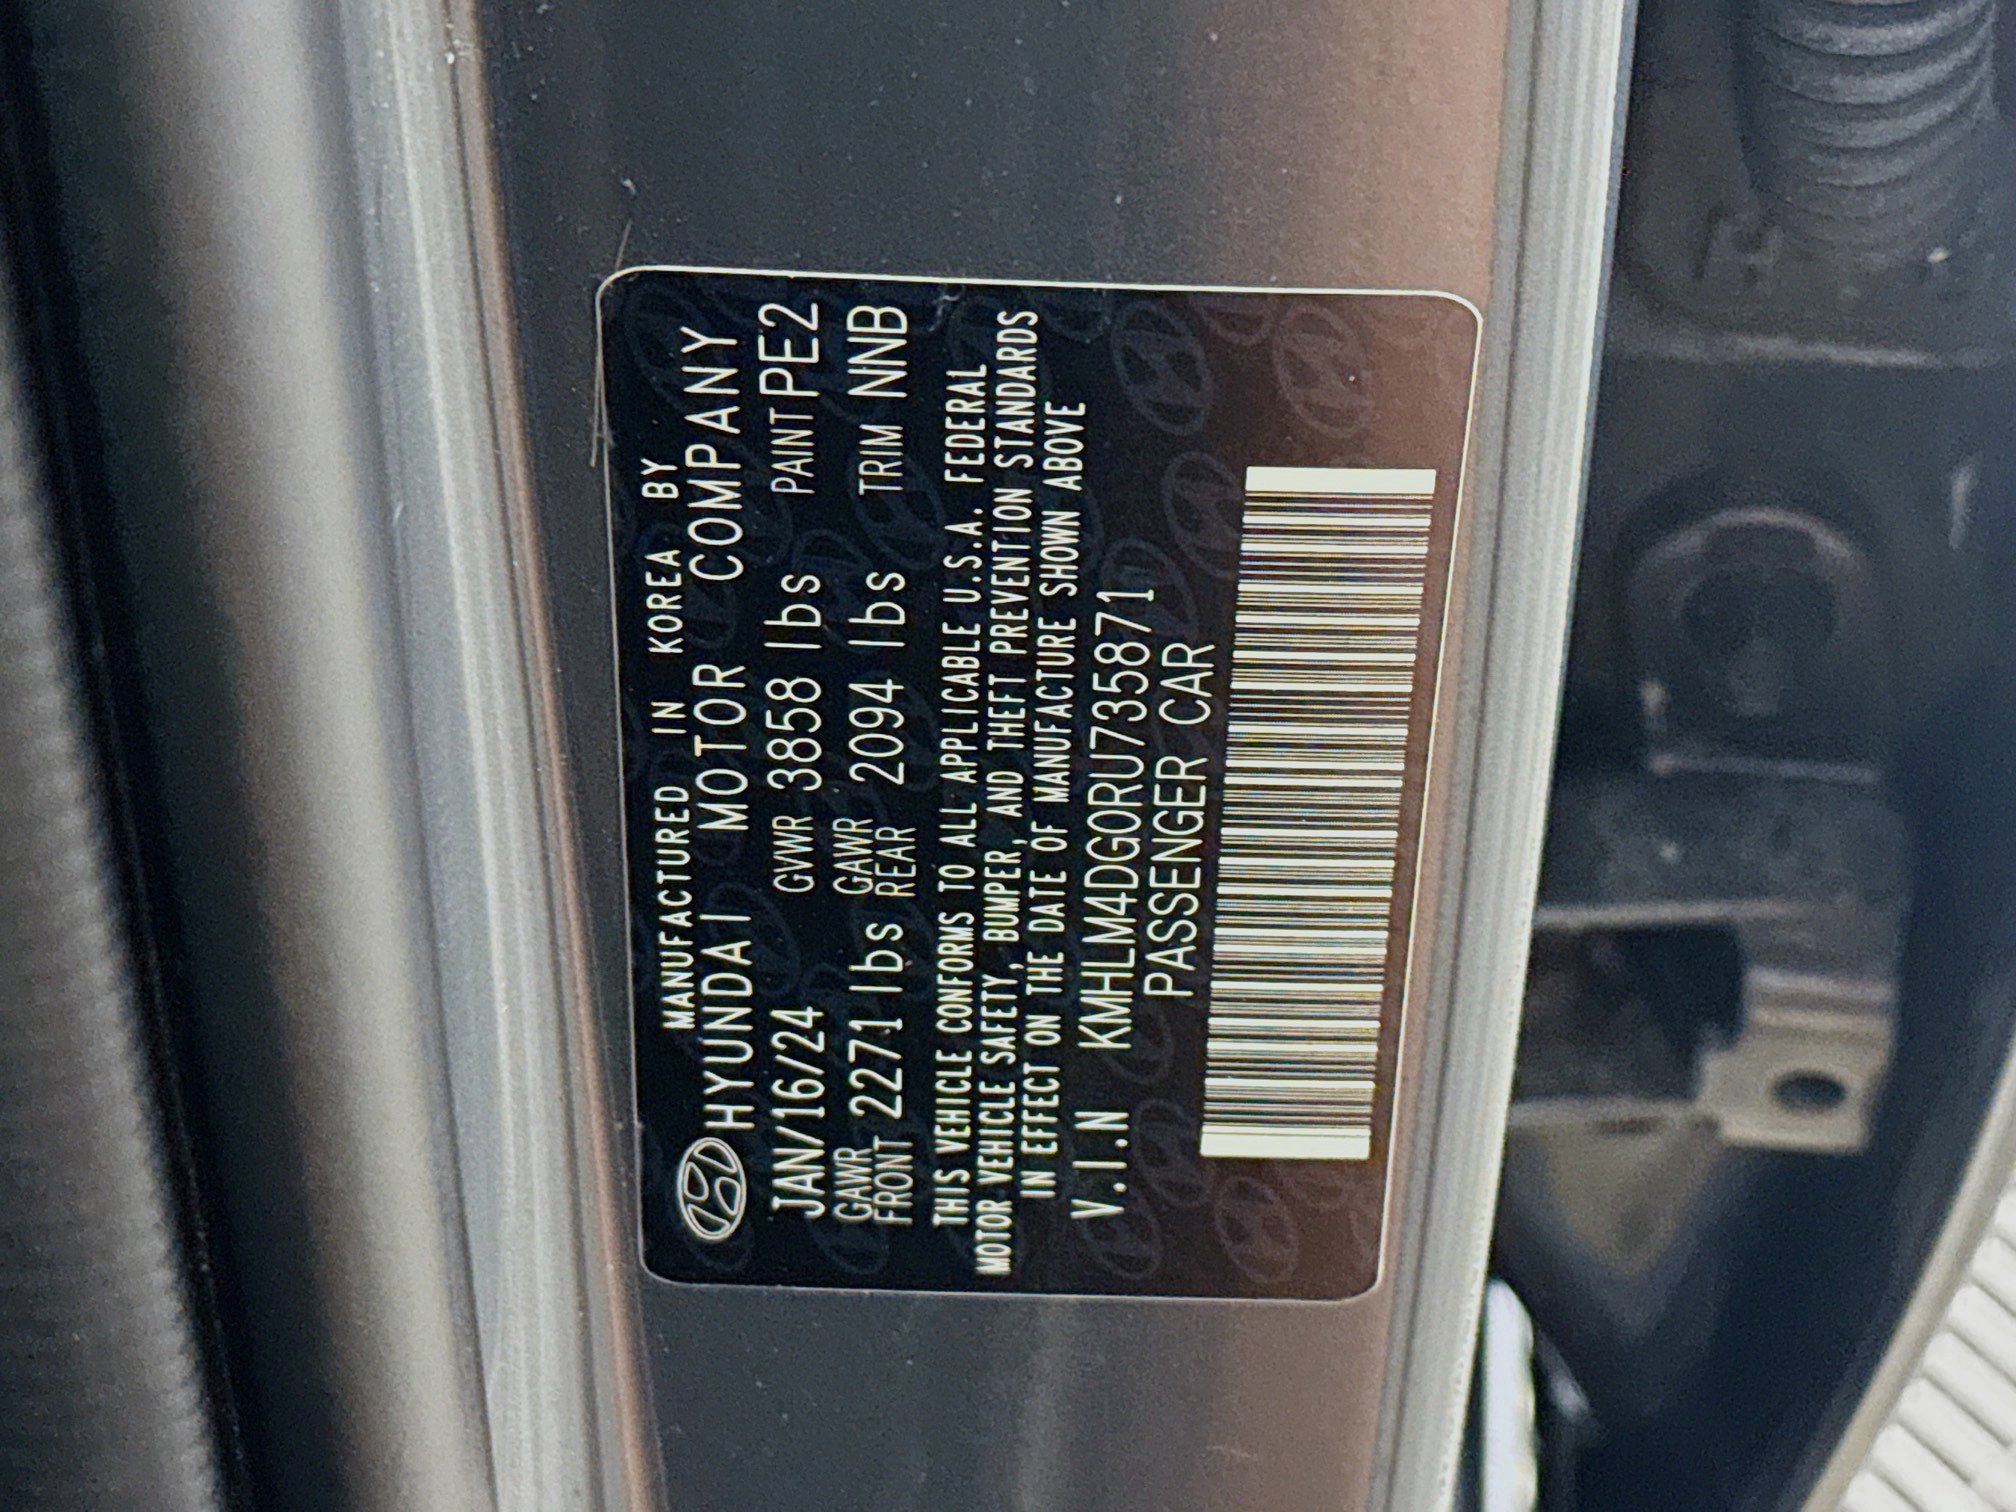 MANUFACTURED IN KOREA BY
HYUNDAI MOTOR COMPANY
JAN/16/24 GVWR 3858 lbs PAINT PE2
GAWR FRONT 2271 lbs GAWR REAR 2094 lbs TRIM NNB
THIS VEHICLE CONFORMS TO ALL APPLICABLE U.S.A. FEDERAL
MOTOR VEHICLE SAFETY, BUMPER, AND THEFT PREVENTION STANDARDS
IN EFFECT ON THE DATE OF MANUFACTURE SHOWN ABOVE
V.I.N KMHLM4DG0RU735871
PASSENGER CAR